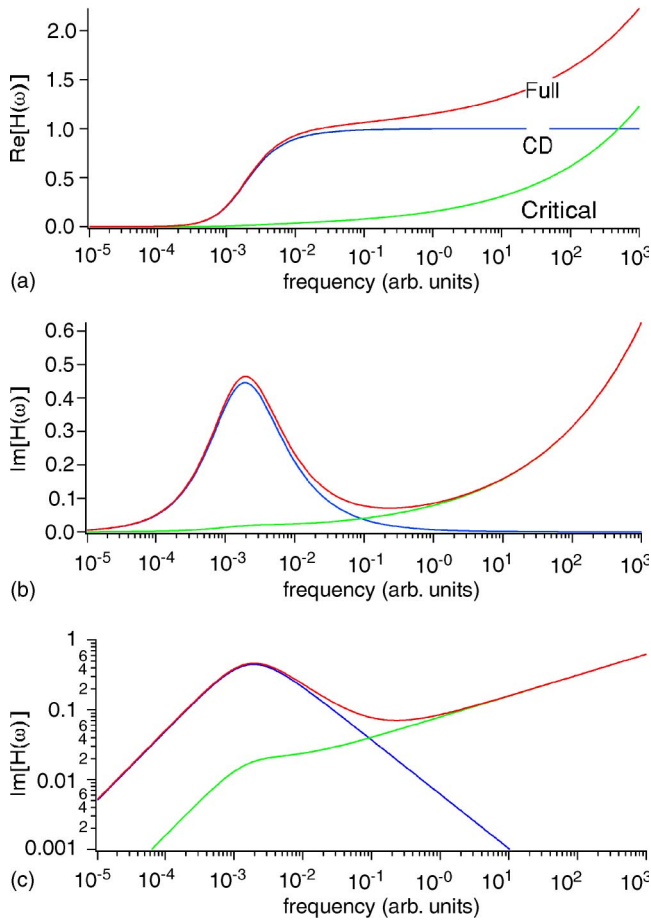 2.0
1.5
1.0
0.5
0.0
Re[H(ω)]
Full
CD
Critical
10-5 10-4 10-3 10-2 10-1 10-0 101 102 103
frequency (arb. units)
(a)
0.6
0.5
0.4
0.3
0.2
0.1
0.0
Im[H(ω)]
10-5 10-4 10-3 10-2 10-1 10-0 101 102 103
frequency (arb. units)
(b)
1
6
4
2
0.1
6
4
2
0.01
6
4
2
0.001
Im[H(ω)]
10-5 10-4 10-3 10-2 10-1 10-0 101 102 103
frequency (arb. units)
(c)